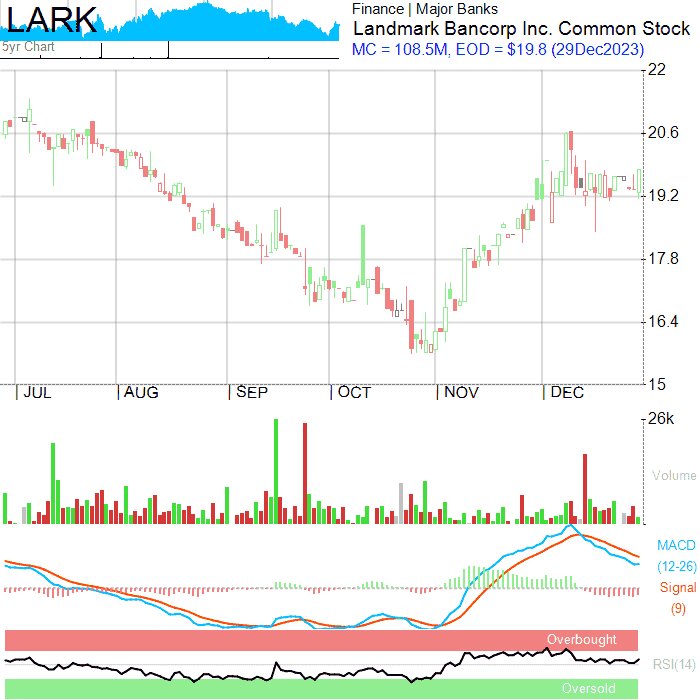 LARK
5yr Chart
Finance | Major Banks
Landmark Bancorp Inc. Common Stock
MC = 108.5M, EOD = $19.8 (29Dec2023)
22
20.6
19.2
17.8
16.4
15
JUL
AUG
SEP
OCT
NOV
DEC
26k
Volume
MACD
(12-26)
Signal
(9)
Overbought
RSI(14)
Oversold